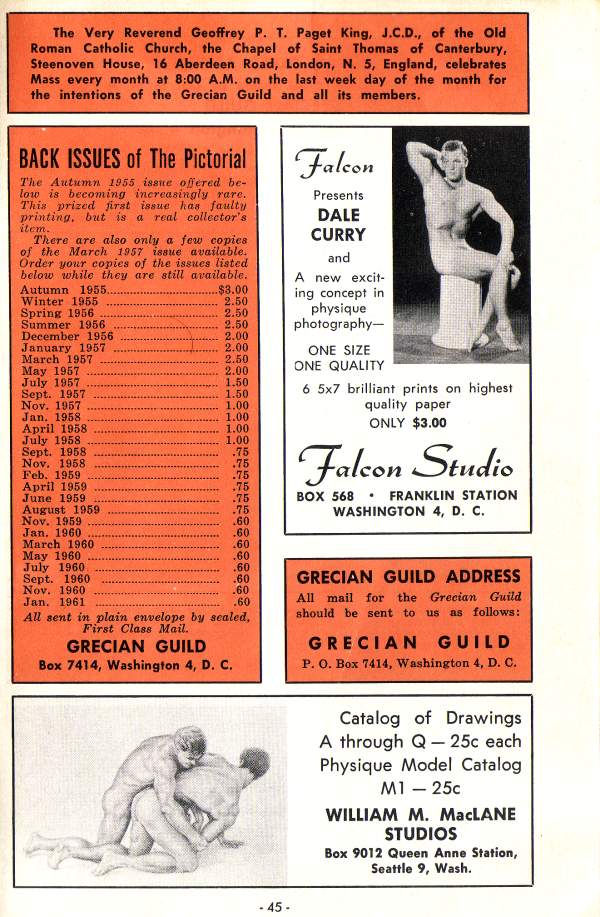 The Very Reverend Geoffrey P. T. Paget King, J.C.D., of the Old
Roman Catholic Church, the Chapel of Saint Thomas of Canterbury,
Steenoven House, 16 Aberdeen Road, London, N. 5, England, celebrates
Mass every month at 8:00 A.M. on the last week day of the month for
the intentions of the Grecian Guild and all its members.
BACK ISSUES of The Pictorial
The Autumn 1955 issue offered be-
low is becoming increasingly rare.
This prized first issue has faulty
printing, but is a real collector's
item.
There are also only a few copies
of the March 1957 issue available.
Order your copies of the issues listed
below while they are still available.
Autumn 1955 $3.00
Winter 1955 2.50
Spring 1956 2.50
Summer 1956 2.50
December 1956 2.00
January 1957 2.00
March 1957 2.50
May 1957 2.00
July 1957 1.50
Sept. 1957 1.50
Nov. 1957 1.00
Jan. 1958 1.00
April 1958 1.00
July 1958 1.00
Sept. 1958 .75
Nov. 1958 .75
Feb. 1959 .75
April 1959 .75
June 1959 .75
August 1959 .75
Nov. 1959 .60
Jan. 1960 .60
March 1960 .60
May 1960 .60
July 1960 .60
Sept. 1960 .60
Nov. 1960 .60
Jan. 1961 .60
All sent in plain envelope by sealed,
First Class Mail.
GRECIAN GUILD
Box 7414, Washington 4, D. C.
Falcon
Presents
DALE
CURRY
and
A new excit-
ing concept in
physique
photography—
ONE SIZE
ONE QUALITY
6 5x7 brilliant prints on highest
quality paper
ONLY $3.00
Falcon Studio
BOX 568 • FRANKLIN STATION
WASHINGTON 4, D. C.
GRECIAN GUILD ADDRESS
All mail for the Grecian Guild
should be sent to us as follows:
GRECIAN GUILD
P. O. Box 7414, Washington 4, D. C.
Catalog of Drawings
A through Q — 25c each
Physique Model Catalog
M1 — 25c
WILLIAM M. MacLANE
STUDIOS
Box 9012 Queen Anne Station,
Seattle 9, Wash.
- 45 -